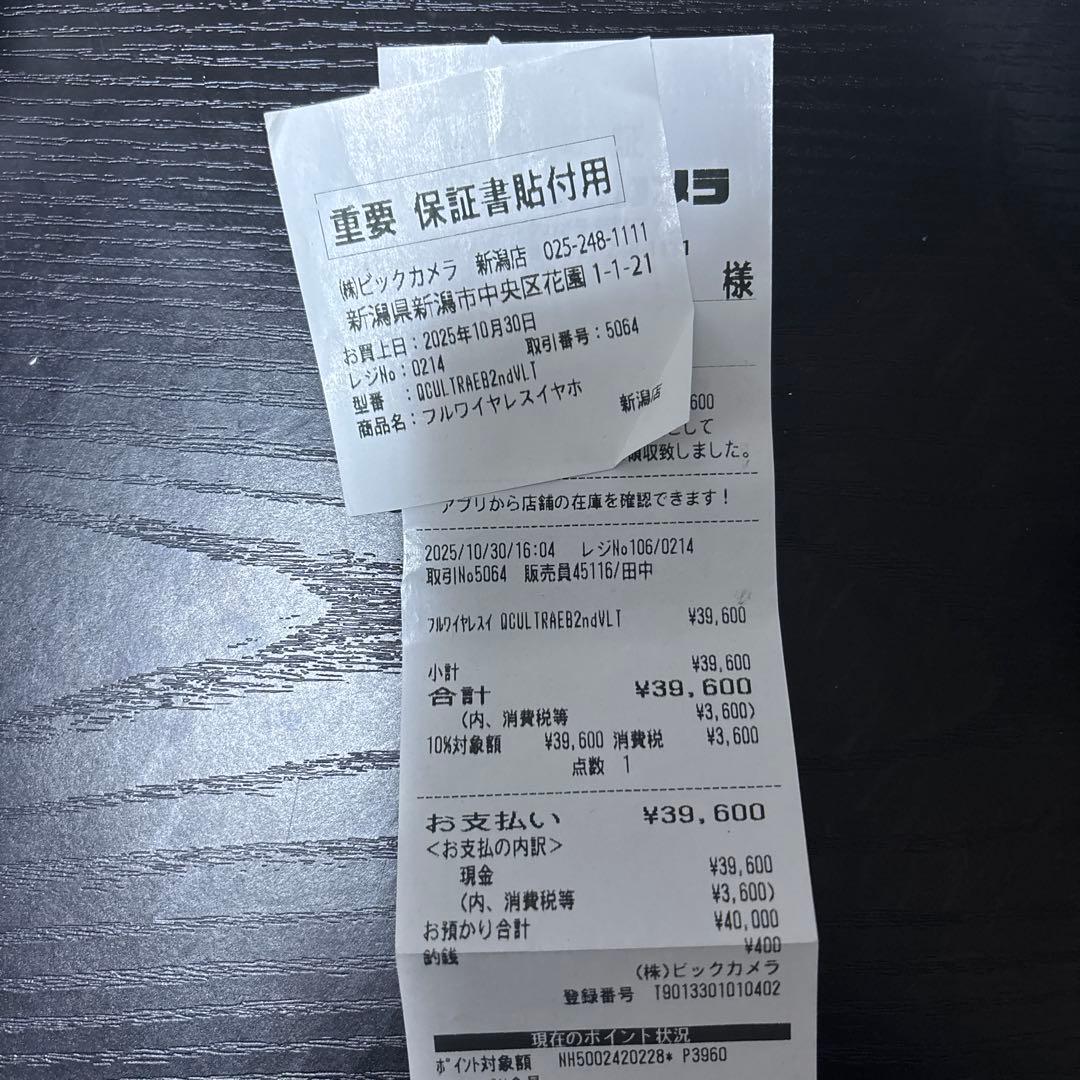 重要 保証書貼付用
㈱ビックカメラ 新潟店 025-248-1111
新潟県新潟市中央区花園1-1-21
お買上日：2025年10月30日
レジNo：0214 取引番号：5064
型番 ：QCULTRAEB2ndVLT
商品名：フルワイヤレスイヤホ
新潟店
メラ
1
様
600
として
領収致しました。
アプリから店舗の在庫を確認できます！
2025/10/30/16:04 レジNo106/0214
取引No5064 販売員45116/田中
ﾌﾙﾜｲﾔﾚｽｲ QCULTRAEB2ndVLT ¥39,600
小計 ¥39,600
合計 ¥39,600
(内、消費税等 ¥3,600)
10%対象額 ¥39,600 消費税 ¥3,600
点数 1
お支払い ¥39,600
<お支払の内訳>
現金 ¥39,600
(内、消費税等 ¥3,600)
お預かり合計 ¥40,000
釣銭 ¥400
(株)ビックカメラ
登録番号 T9013301010402
現在のポイント状況
ﾎﾟｲﾝﾄ対象額 NH5002420228* P3960